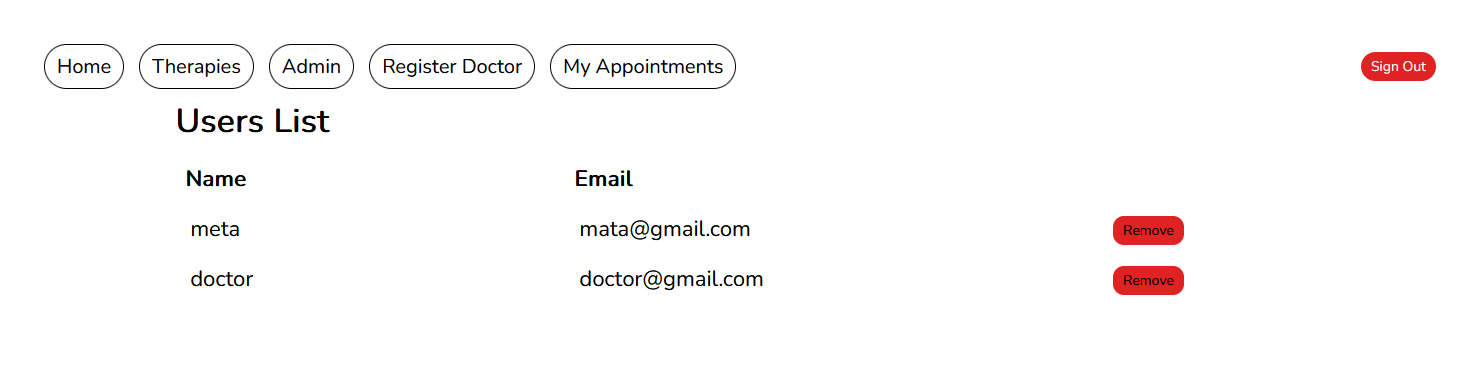 Home Therapies Admin Register Doctor My Appointments Sign Out
Users List
Name Email
meta mata@gmail.com Remove
doctor doctor@gmail.com Remove